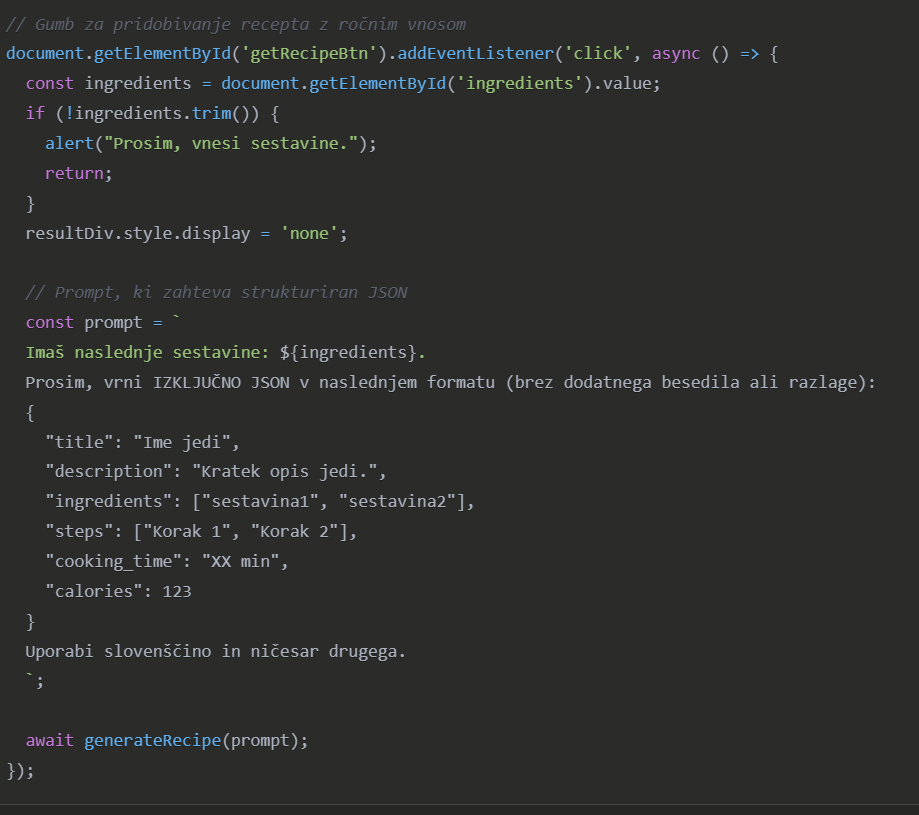 // Gumb za pridobivanje recepta z ročnim vnosom
document.getElementById('getRecipeBtn').addEventListener('click', async () => {
  const ingredients = document.getElementById('ingredients').value;
  if (!ingredients.trim()) {
    alert("Prosim, vnesi sestavine.");
    return;
  }
  resultDiv.style.display = 'none';

  // Prompt, ki zahteva strukturiran JSON
  const prompt = `
  Imaš naslednje sestavine: ${ingredients}.
  Prosim, vrni IZKLJUČNO JSON v naslednjem formatu (brez dodatnega besedila ali razlage):
  {
    "title": "Ime jedi",
    "description": "Kratek opis jedi.",
    "ingredients": ["sestavina1", "sestavina2"],
    "steps": ["Korak 1", "Korak 2"],
    "cooking_time": "XX min",
    "calories": 123
  }
  Uporabi slovenščino in ničesar drugega.
  `;

  await generateRecipe(prompt);
});